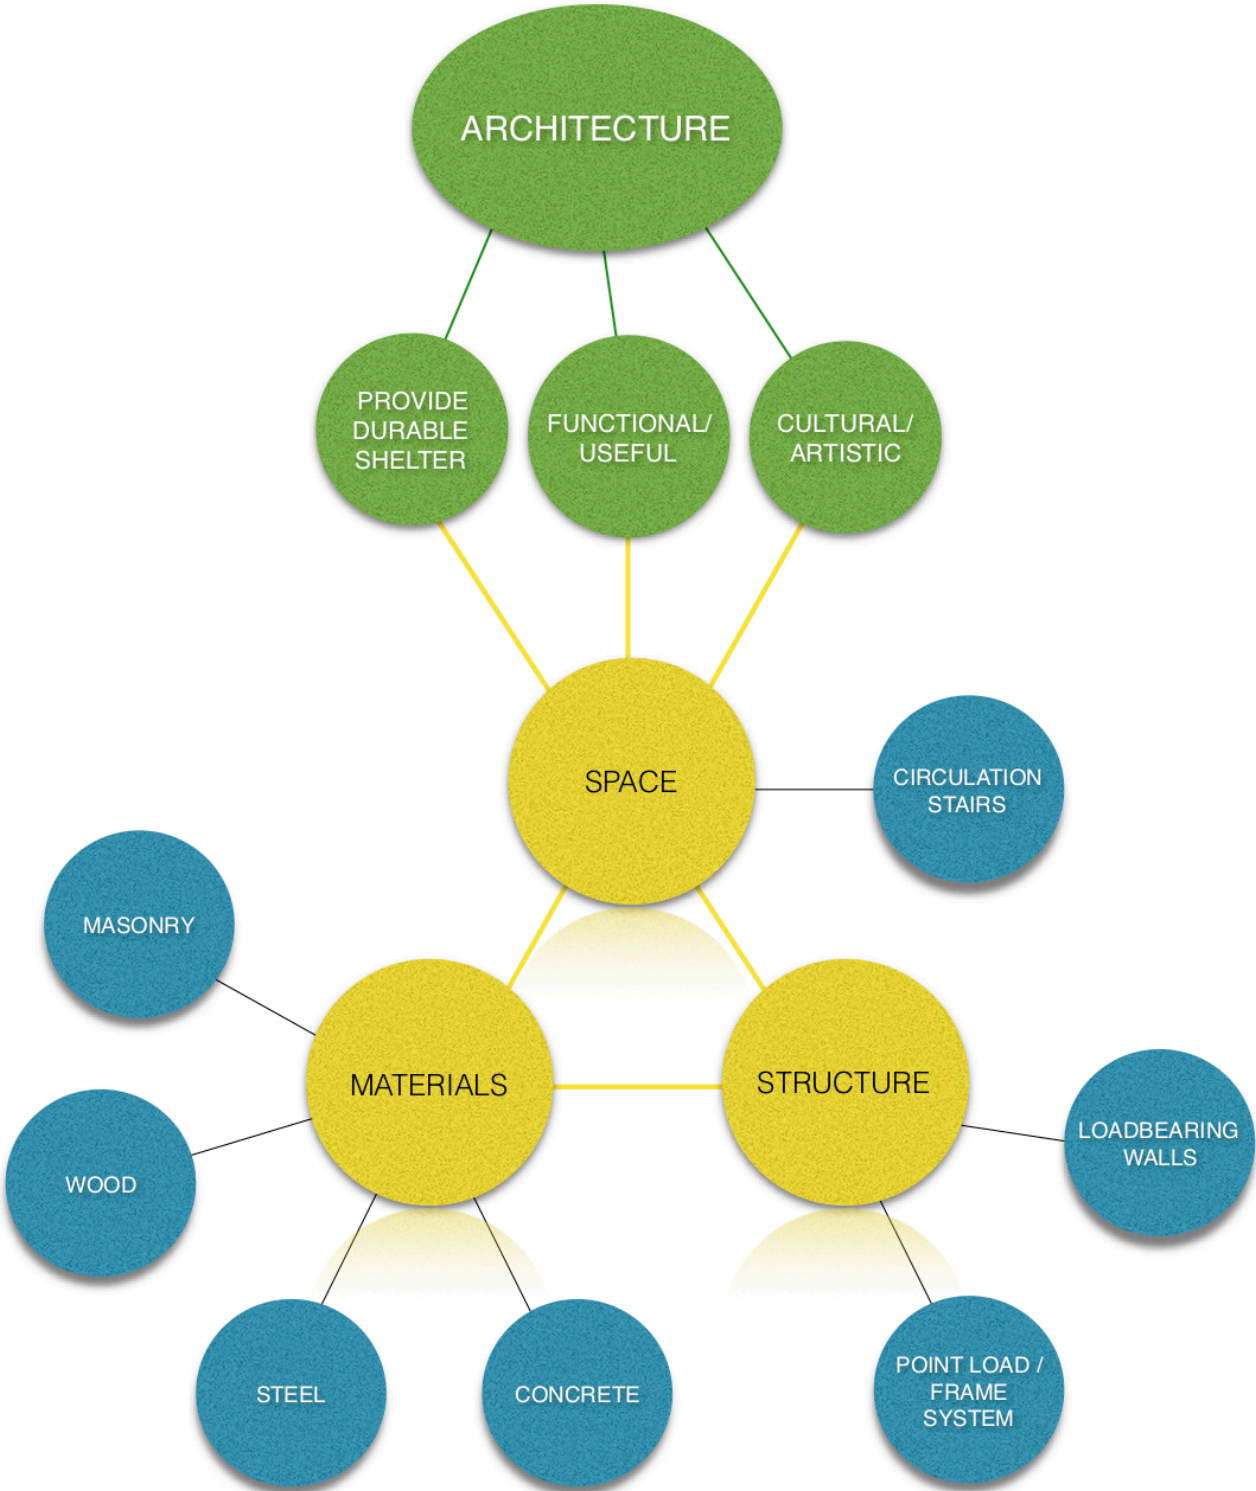 ARCHITECTURE
PROVIDE
DURABLE
SHELTER
FUNCTIONAL/
USEFUL
CULTURAL/
ARTISTIC
SPACE
CIRCULATION
STAIRS
MASONRY
MATERIALS
STRUCTURE
LOADBEARING
WALLS
WOOD
STEEL
CONCRETE
POINT LOAD /
FRAME
SYSTEM